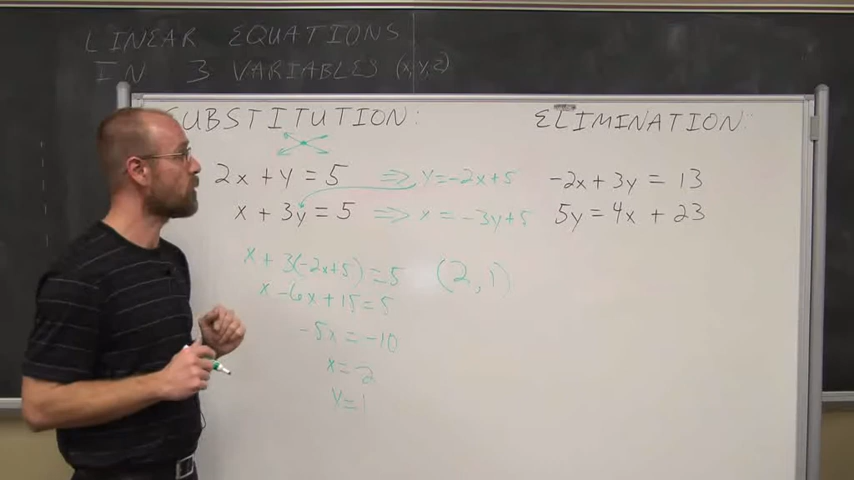 LINEAR EQUATIONS
IN 3 VARIABLES (x,y,z)
SUBSTITUTION:
2x + y = 5 ⇒ y=-2x+5
x + 3y = 5 ⇒ x = -3y+5
x + 3(-2x+5) = 5 (2,1)
x -6x + 15 = 5
-5x = -10
x = 2
y = 1
ELIMINATION:
-2x + 3y = 13
5y = 4x + 23